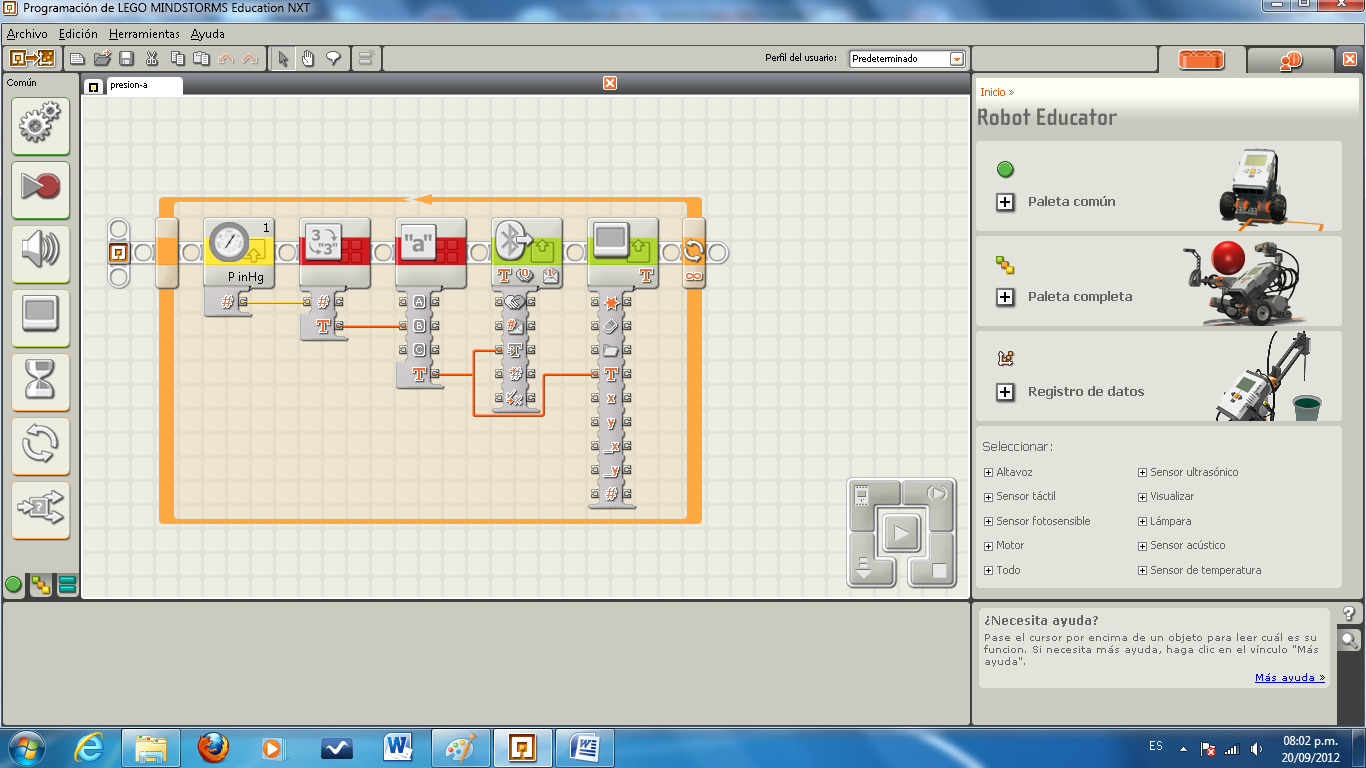 Programación de LEGO MINDSTORMS Education NXT
Archivo Edición Herramientas Ayuda
Perfil del usuario: Predeterminado
Común
presion-a
1
3 "3"
"a"
P inHg
T 0 1
T
∞
#
#
T
A
B
C
T
#
T
#
T
x
y
_x
_y
#
Inicio »
Robot Educator
Paleta común
Paleta completa
Registro de datos
Seleccionar:
Altavoz
Sensor ultrasónico
Sensor táctil
Visualizar
Sensor fotosensible
Lámpara
Motor
Sensor acústico
Todo
Sensor de temperatura
¿Necesita ayuda?
Pase el cursor por encima de un objeto para leer cuál es su
funcion. Si necesita más ayuda, haga clic en el vínculo "Más
ayuda".
Más ayuda »
ES
08:02 p.m.
20/09/2012